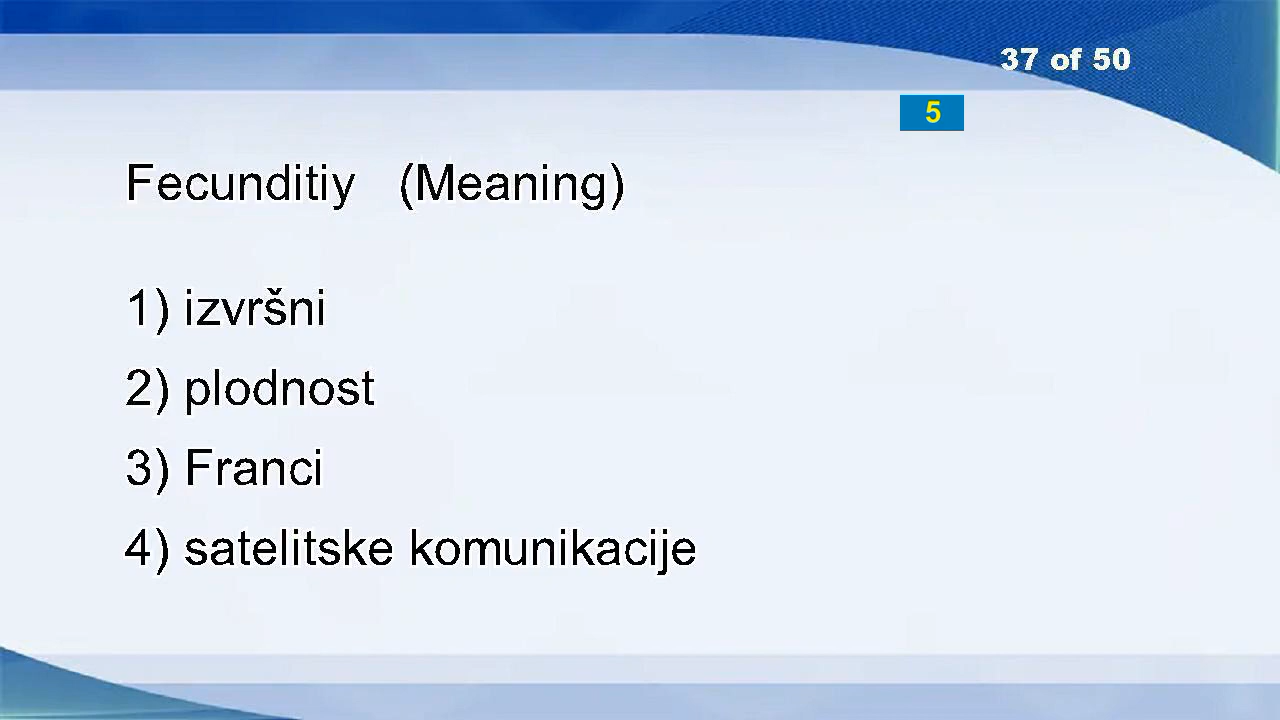 37 of 50
5
Fecunditiy (Meaning)
1) izvršni
2) plodnost
3) Franci
4) satelitske komunikacije